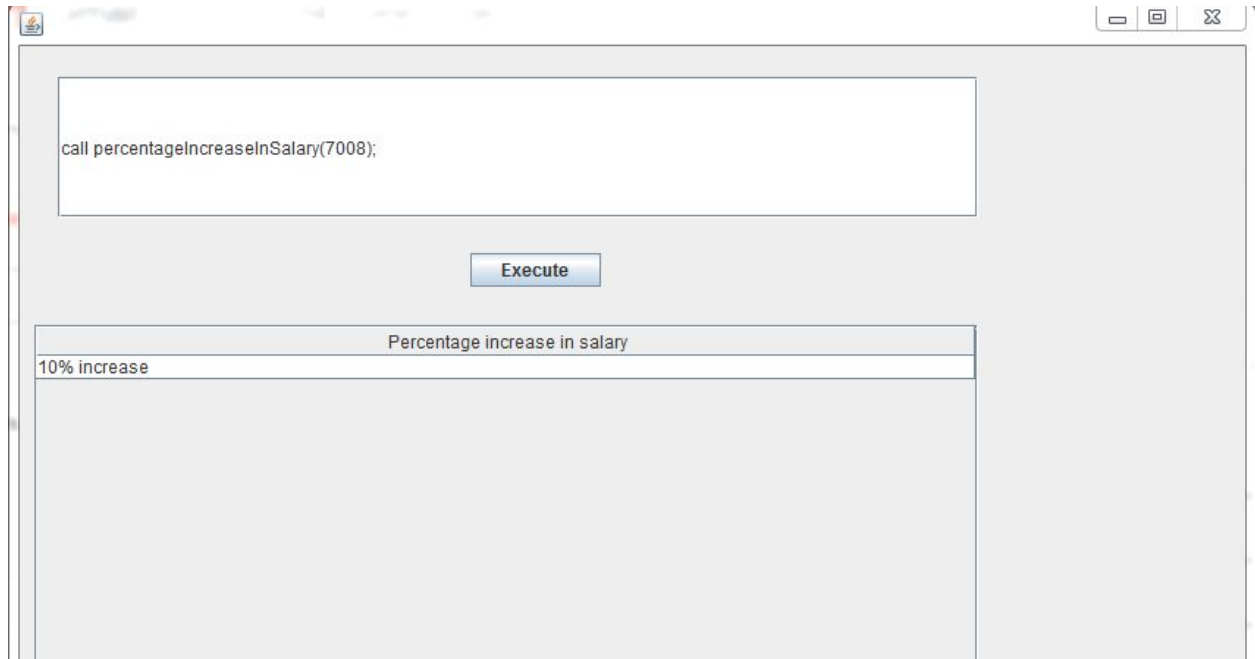 call percentageIncreaseInSalary(7008);
Execute
Percentage increase in salary
10% increase